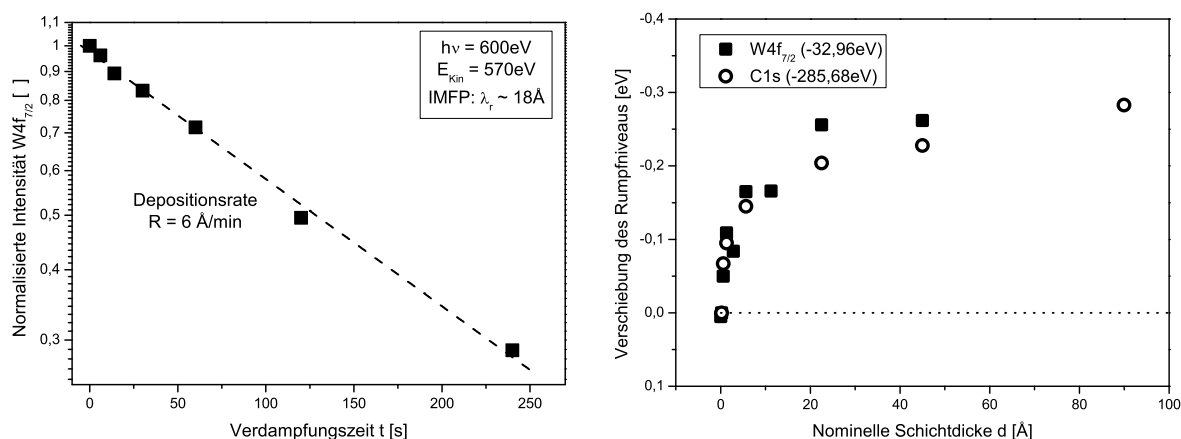 Normalisierte Intensität W4f7/2 [ ]
1,1
1
0,9
0,8
0,7
0,6
0,5
0,4
0,3
hν = 600eV
EKin = 570eV
IMFP: λr ~ 18Å
Depositionsrate
R = 6 Å/min
0 50 100 150 200 250
Verdampfungszeit t [s]
Verschiebung des Rumpfniveaus [eV]
-0,4
-0,3
-0,2
-0,1
0,0
0,1
W4f7/2 (-32,96eV)
C1s (-285,68eV)
0 20 40 60 80 100
Nominelle Schichtdicke d [Å]